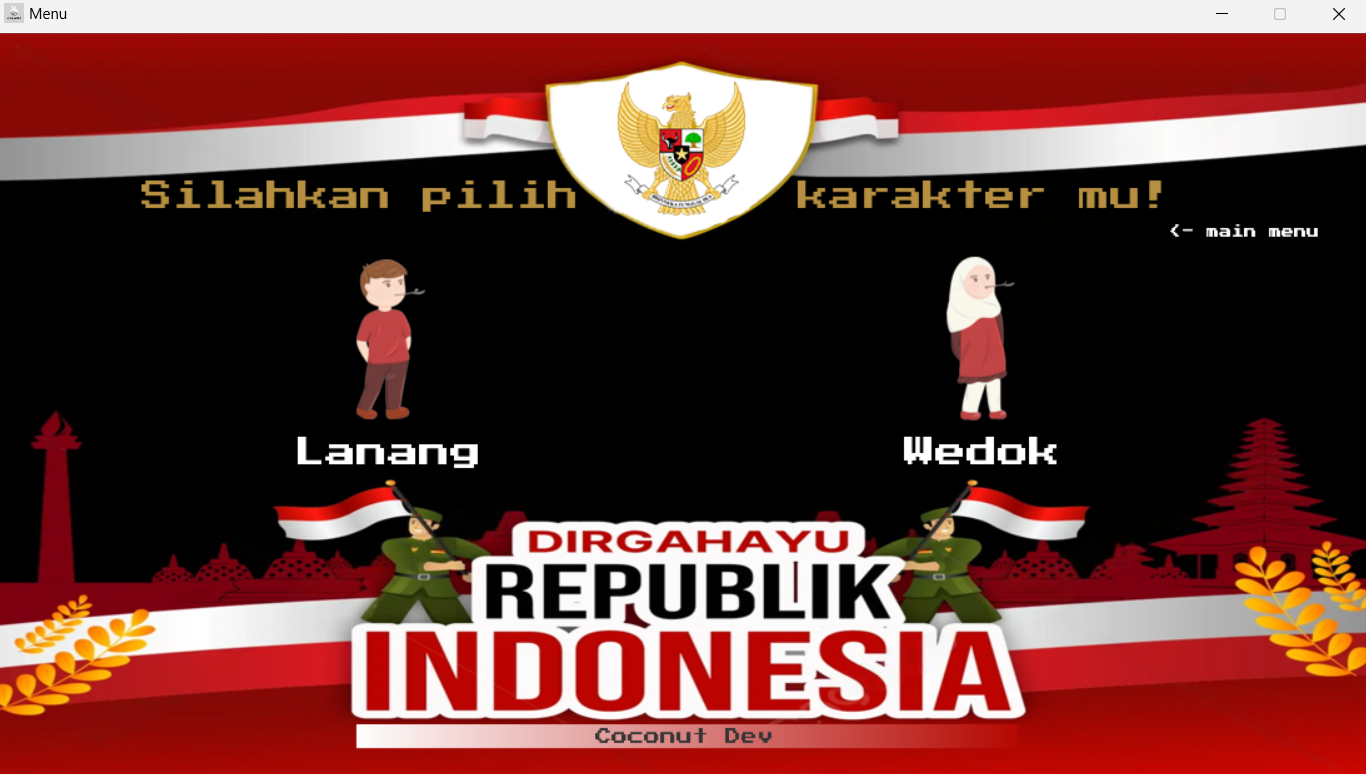 Menu
Silahkan pilih karakter mu!
<- main menu
Lanang
Wedok
DIRGAHAYU
REPUBLIK
INDONESIA
Coconut Dev